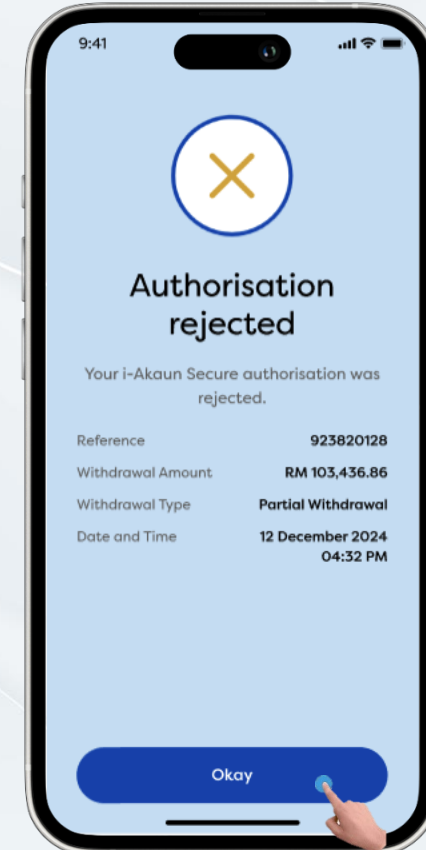 9:41
Authorisation
rejected
Your i-Akaun Secure authorisation was
rejected.
Reference 923820128
Withdrawal Amount RM 103,436.86
Withdrawal Type Partial Withdrawal
Date and Time 12 December 2024
04:32 PM
Okay